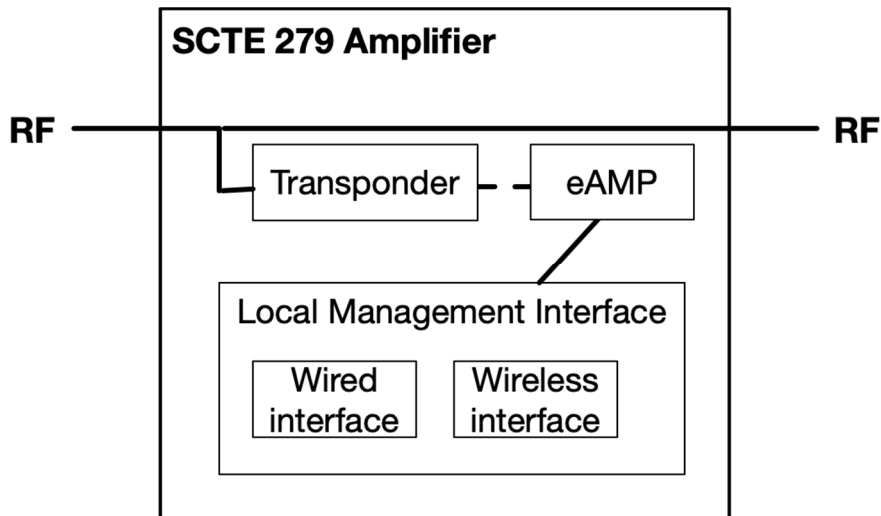 SCTE 279 Amplifier
RF
RF
Transponder
eAMP
Local Management Interface
Wired
interface
Wireless
interface